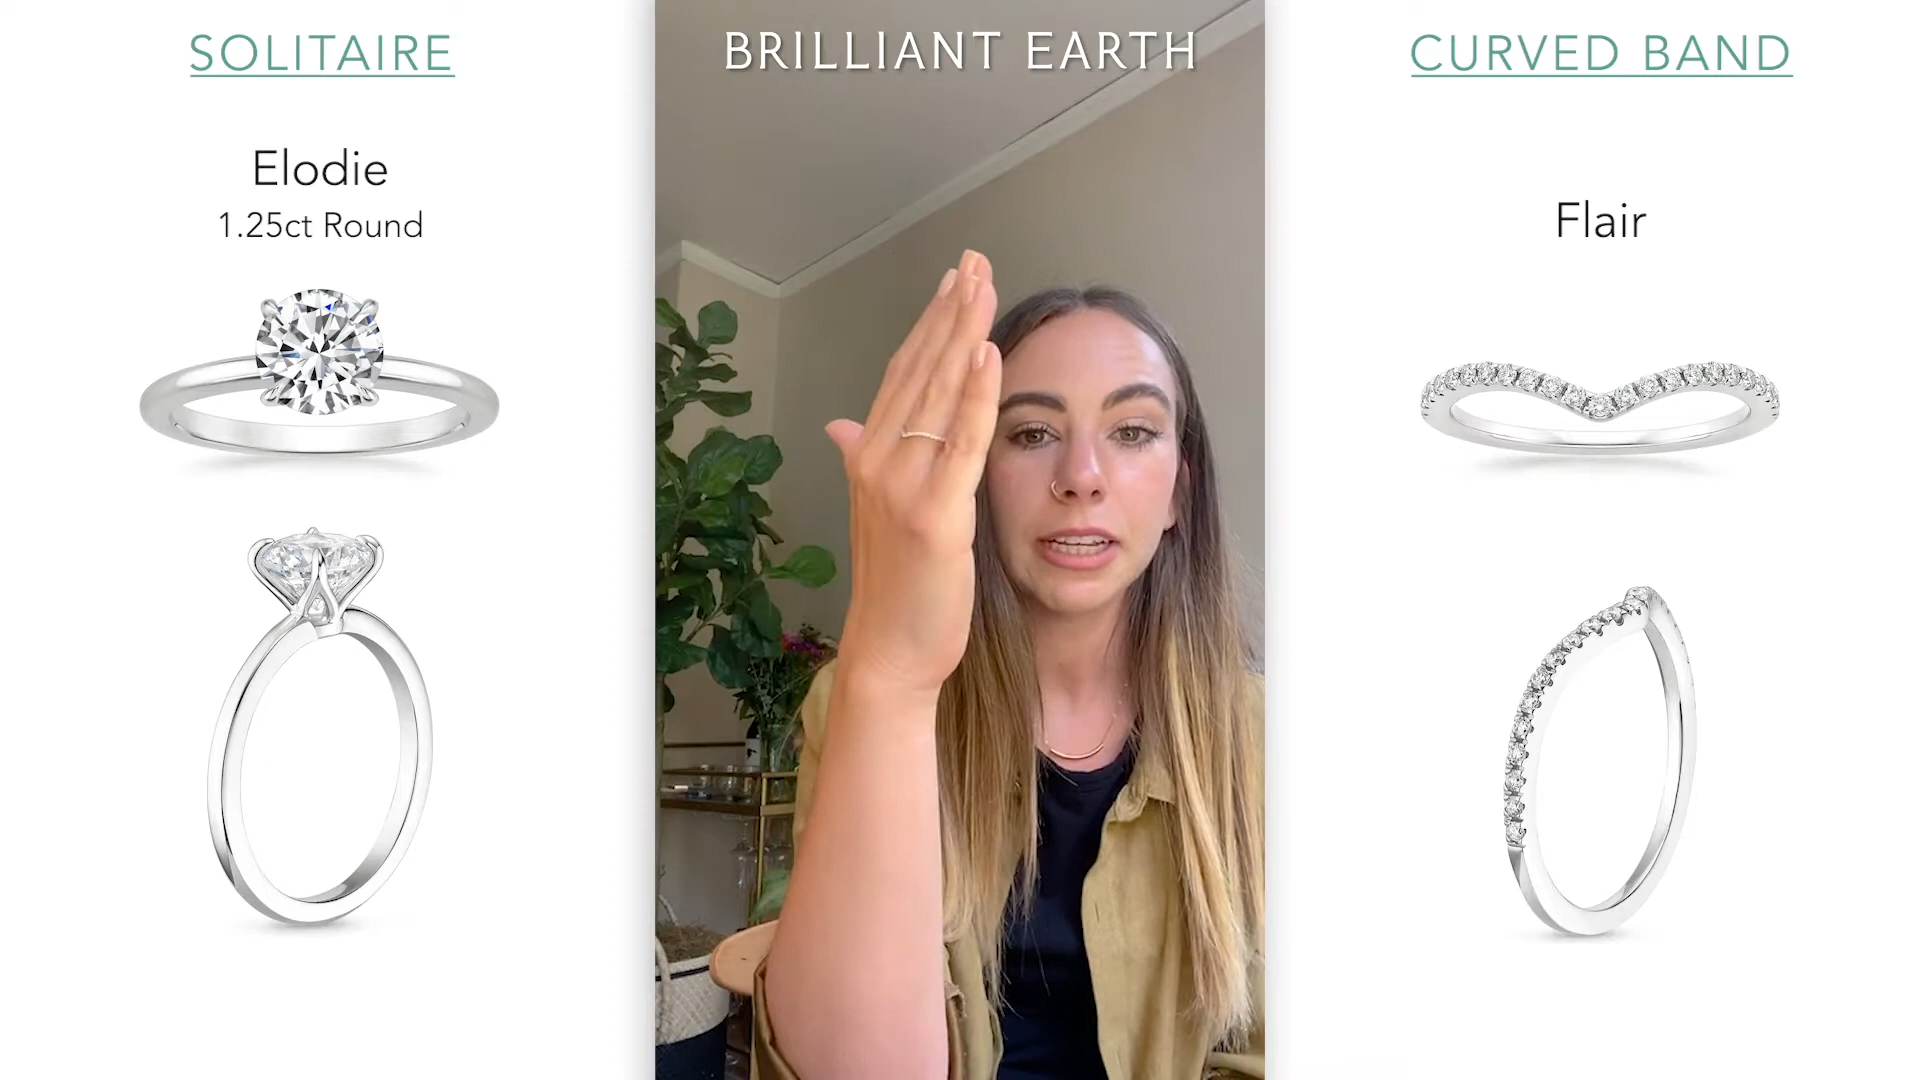 SOLITAIRE
Elodie
1.25ct Round
BRILLIANT EARTH
CURVED BAND
Flair